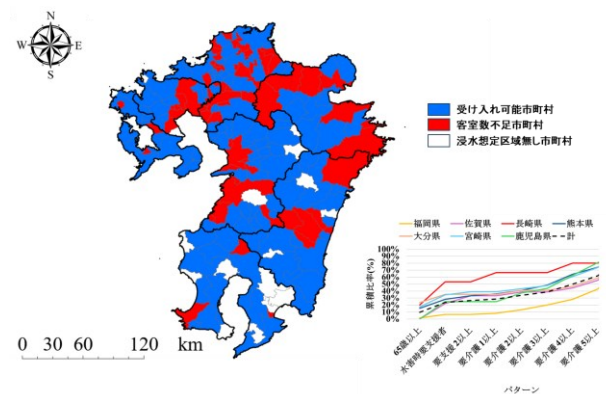 N
W
E
S
受け入れ可能市町村
客室数不足市町村
浸水想定区域無し市町村
0 30 60 120 km
福岡県 佐賀県 長崎県 熊本県
大分県 宮崎県 鹿児島県 計
累積比率(%)
100%
90%
80%
70%
60%
50%
40%
30%
20%
10%
0%
65歳以上
水害時要支援者
要支援2以上
要介護1以上
要介護2以上
要介護3以上
要介護4以上
要介護5以上
パターン